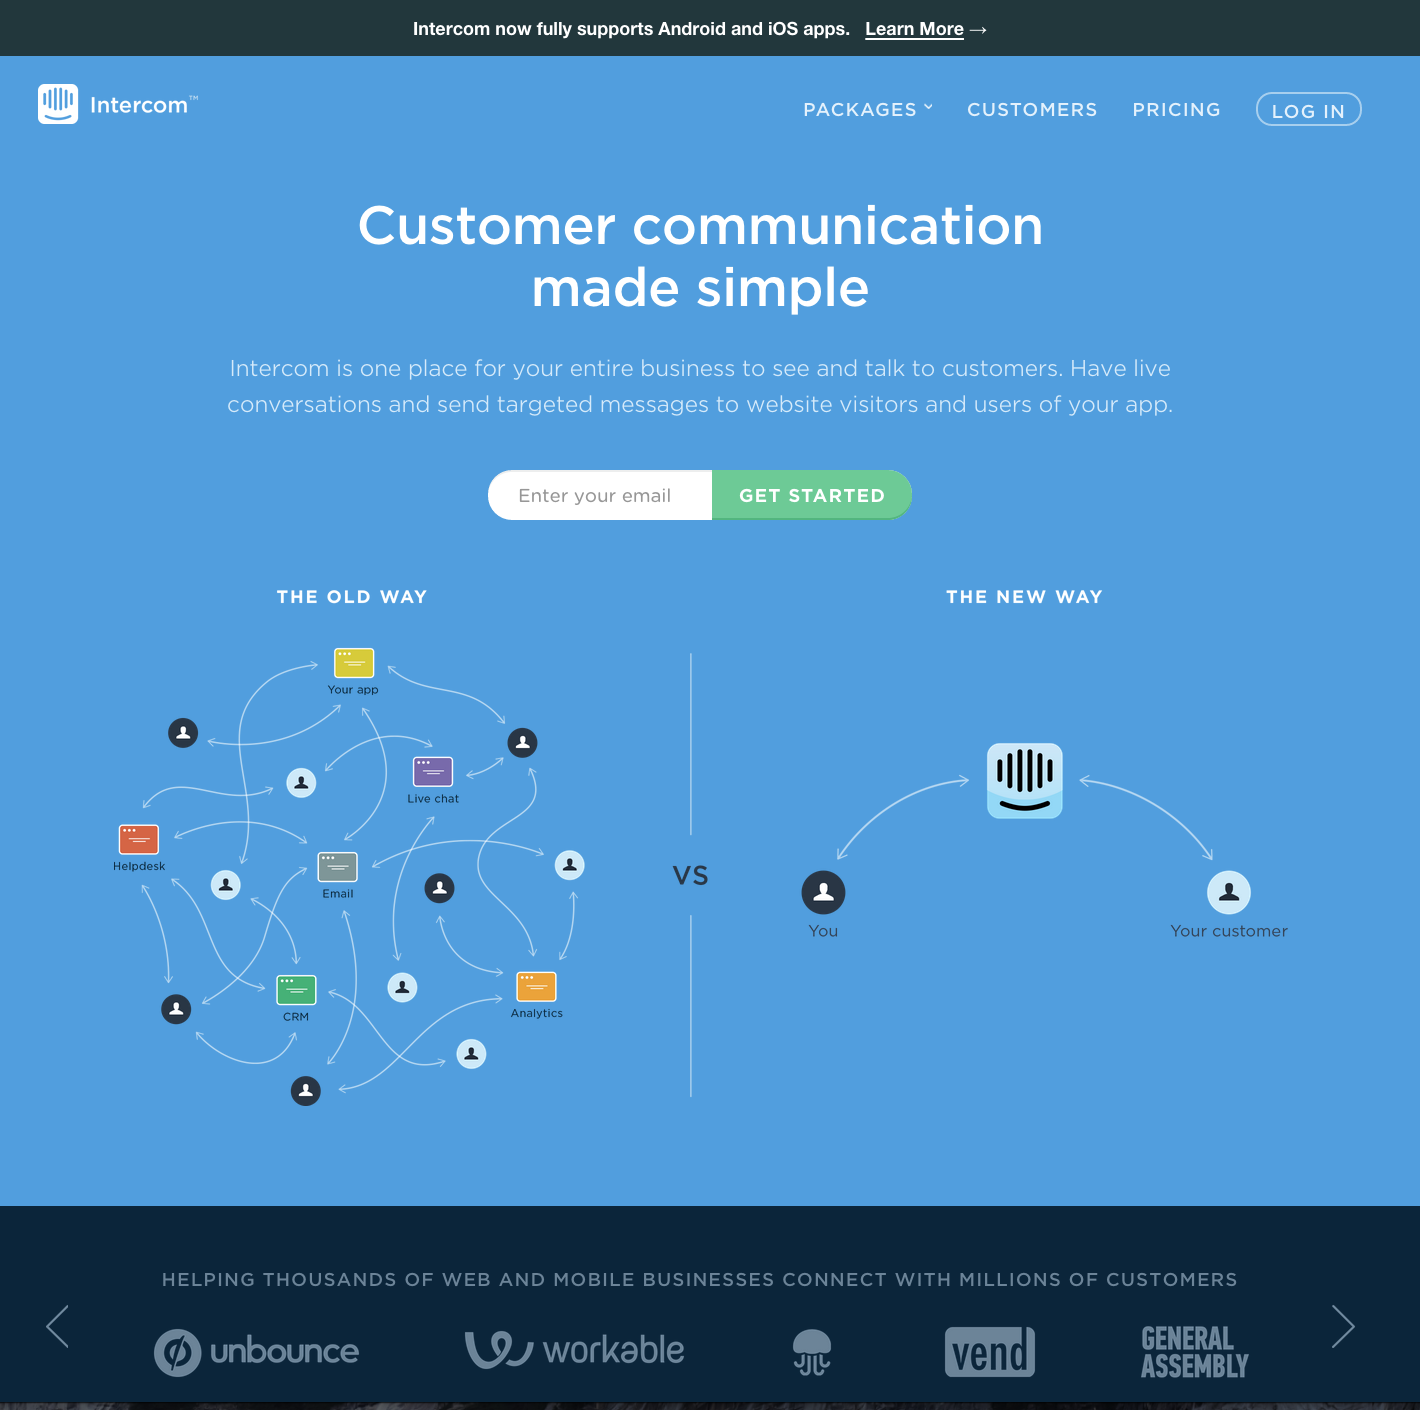 Intercom now fully supports Android and iOS apps. Learn More →
Intercom™
PACKAGES CUSTOMERS PRICING LOG IN
Customer communication
made simple
Intercom is one place for your entire business to see and talk to customers. Have live
conversations and send targeted messages to website visitors and users of your app.
Enter your email GET STARTED
THE OLD WAY
Your app
Live chat
Helpdesk
Email
CRM
Analytics
VS
THE NEW WAY
You
Your customer
HELPING THOUSANDS OF WEB AND MOBILE BUSINESSES CONNECT WITH MILLIONS OF CUSTOMERS
unbounce
workable
vend
GENERAL
ASSEMBLY